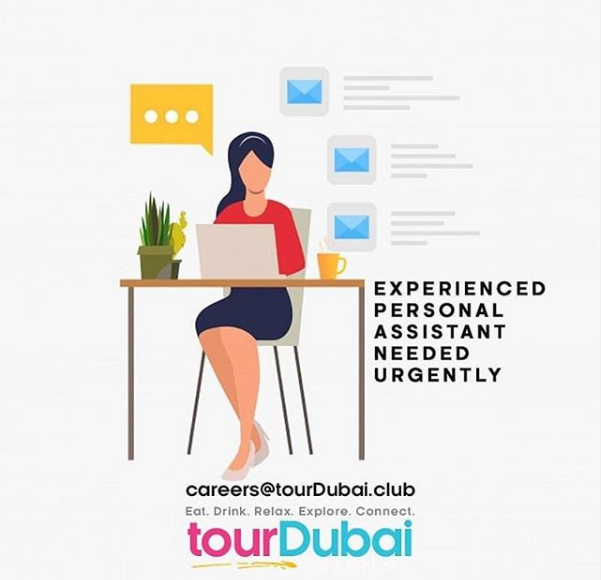 EXPERIENCED
PERSONAL
ASSISTANT
NEEDED
URGENTLY
careers@tourDubai.club
Eat. Drink. Relax. Explore. Connect.
tourDubai